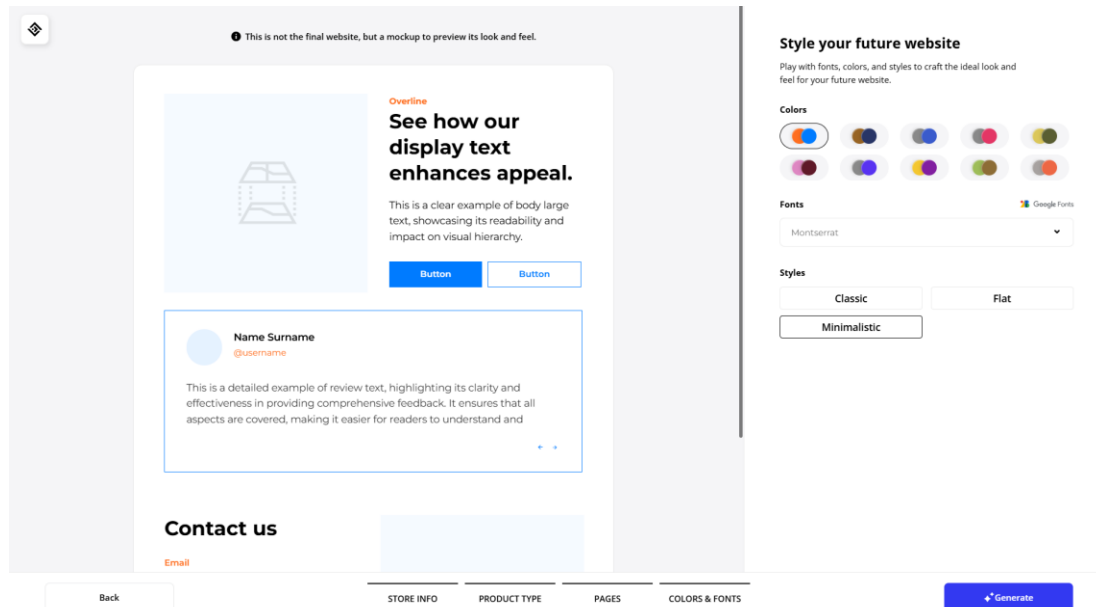 This is not the final website, but a mockup to preview its look and feel.
Overline
See how our
display text
enhances appeal.
This is a clear example of body large
text, showcasing its readability and
impact on visual hierarchy.
Button
Button
Name Surname
@username
This is a detailed example of review text, highlighting its clarity and
effectiveness in providing comprehensive feedback. It ensures that all
aspects are covered, making it easier for readers to understand and
Contact us
Email
Style your future website
Play with fonts, colors, and styles to craft the ideal look and
feel for your future website.
Colors
Fonts
Google Fonts
Montserrat
Styles
Classic
Flat
Minimalistic
Back
STORE INFO
PRODUCT TYPE
PAGES
COLORS & FONTS
Generate